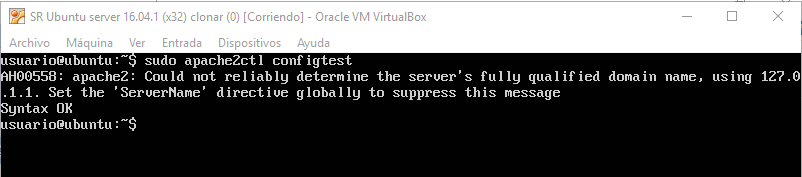 SR Ubuntu server 16.04.1 (x32) clonar (0) [Corriendo] - Oracle VM VirtualBox
Archivo Máquina Ver Entrada Dispositivos Ayuda
usuario@ubuntu:~$ sudo apache2ctl configtest
AH00558: apache2: Could not reliably determine the server's fully qualified domain name, using 127.0
.1.1. Set the 'ServerName' directive globally to suppress this message
Syntax OK
usuario@ubuntu:~$